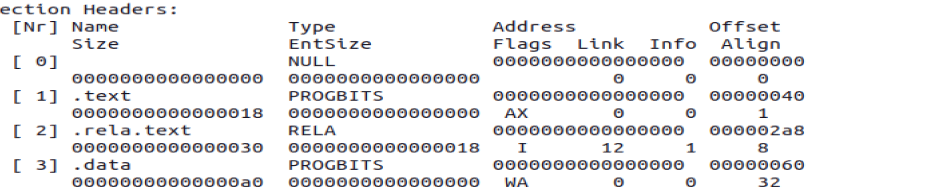 ection Headers:
[Nr] Name Type Address Offset
Size EntSize Flags Link Info Align
[ 0] NULL 0000000000000000 00000000
0000000000000000 0000000000000000 0 0 0
[ 1] .text PROGBITS 0000000000000000 00000040
0000000000000018 0000000000000000 AX 0 0 1
[ 2] .rela.text RELA 0000000000000000 000002a8
0000000000000030 0000000000000018 I 12 1 8
[ 3] .data PROGBITS 0000000000000000 00000060
00000000000000a0 0000000000000000 WA 0 0 32